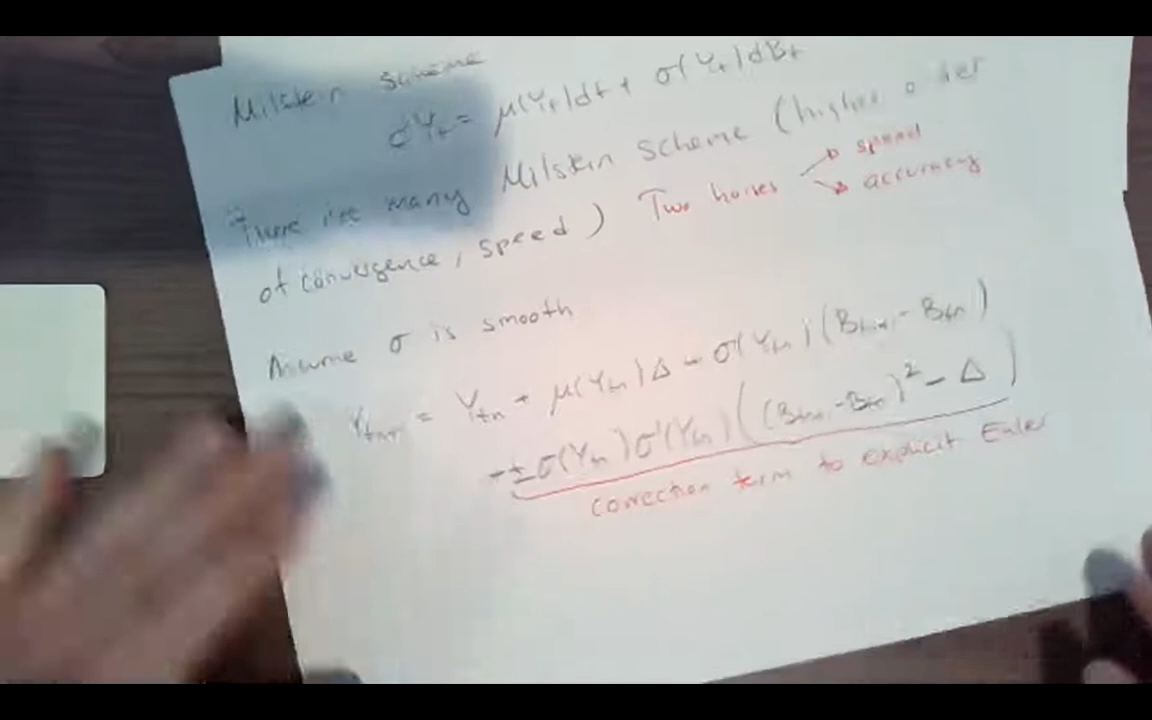 Milstein scheme
dYₜ = μ(Yₜ)dt + σ(Yₜ)dBₜ
There are many Milstein scheme (higher order
of convergence, speed) Two horses → speed
→ accuracy
Assume σ is smooth
Yₜₙ₊₁ = Yₜₙ + μ(Yₜₙ)Δ + σ(Yₜₙ)(Bₜₙ₊₁ - Bₜₙ)
+ ½ σ(Yₜₙ)σ'(Yₜₙ)((Bₜₙ₊₁ - Bₜₙ)² - Δ)
correction term to explicit Euler